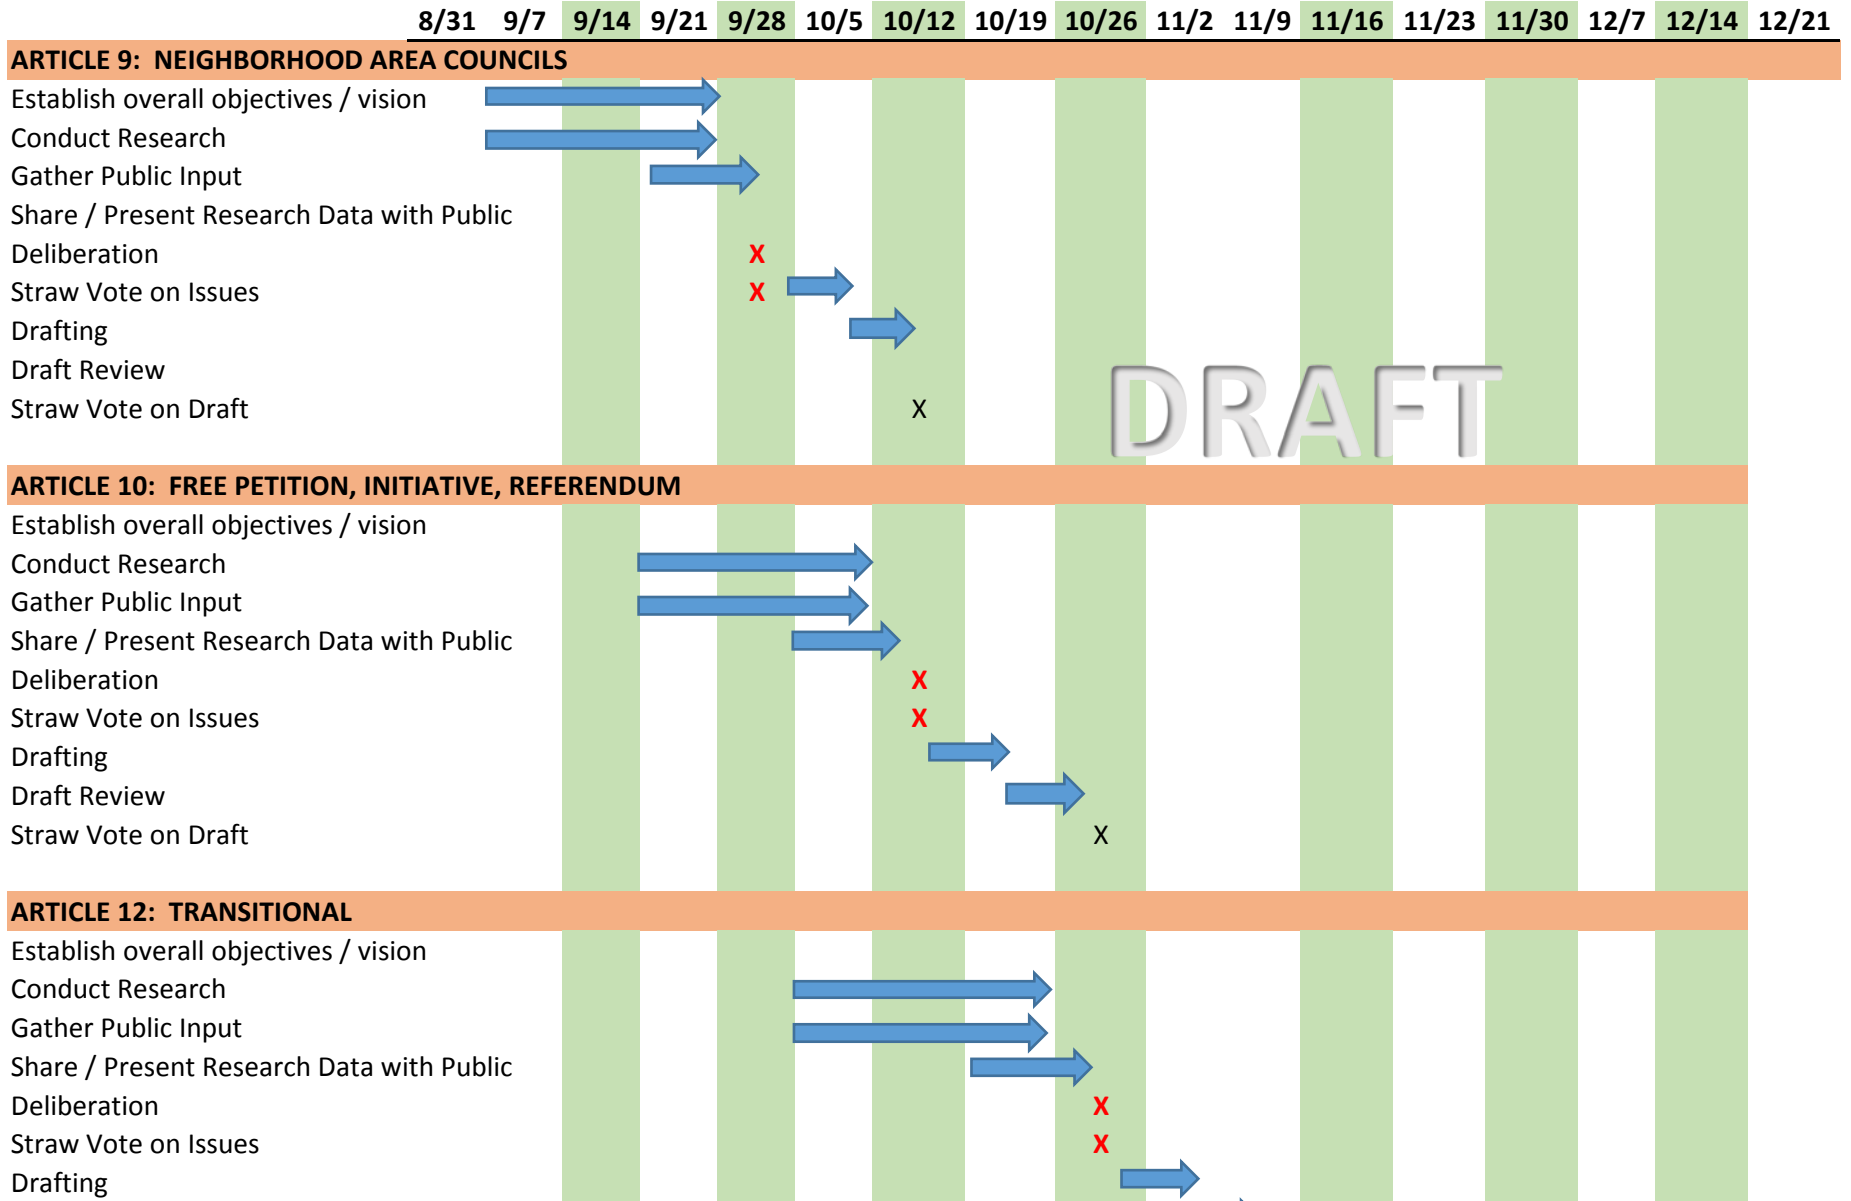 8/31 9/7 9/14 9/21 9/28 10/5 10/12 10/19 10/26 11/2 11/9 11/16 11/23 11/30 12/7 12/14 12/21
ARTICLE 9: NEIGHBORHOOD AREA COUNCILS
Establish overall objectives / vision
Conduct Research
Gather Public Input
Share / Present Research Data with Public
Deliberation X
Straw Vote on Issues X
Drafting
Draft Review
DRAFT
Straw Vote on Draft X
ARTICLE 10: FREE PETITION, INITIATIVE, REFERENDUM
Establish overall objectives / vision
Conduct Research
Gather Public Input
Share / Present Research Data with Public
Deliberation X
Straw Vote on Issues X
Drafting
Draft Review
Straw Vote on Draft X
ARTICLE 12: TRANSITIONAL
Establish overall objectives / vision
Conduct Research
Gather Public Input
Share / Present Research Data with Public
Deliberation X
Straw Vote on Issues X
Drafting